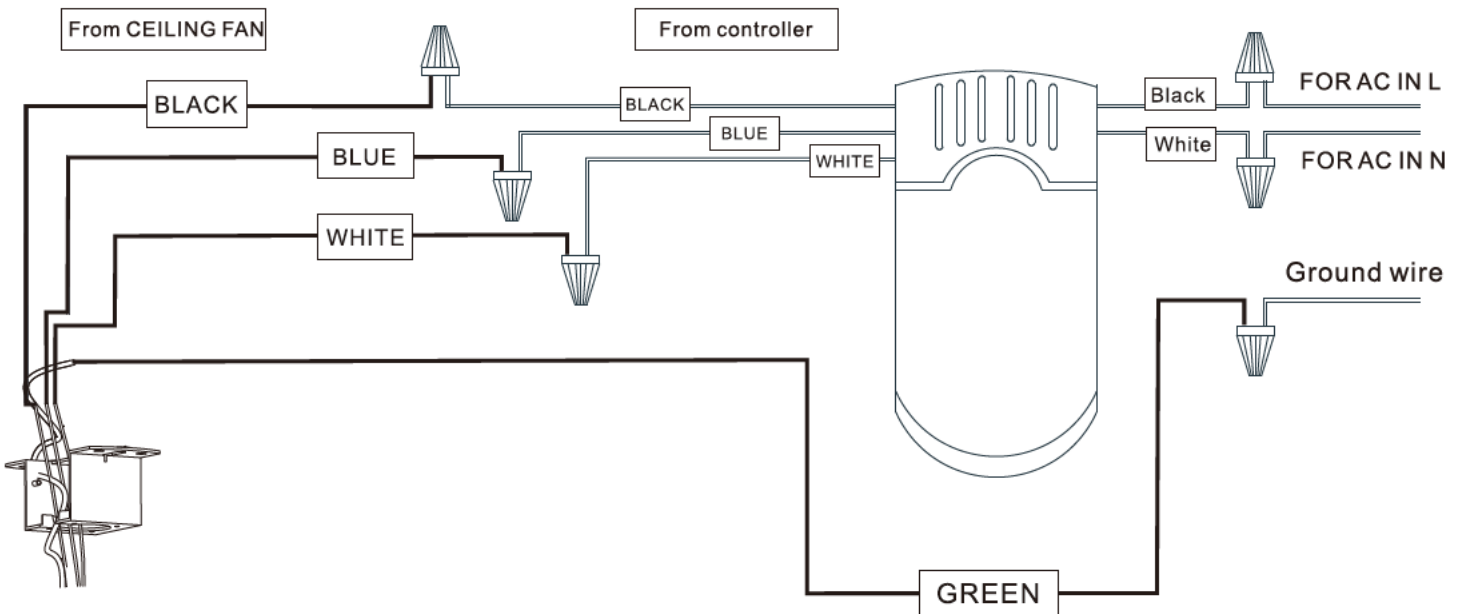 From CEILING FAN
From controller
BLACK
BLACK
Black
FOR AC IN L
BLUE
BLUE
White
FOR AC IN N
WHITE
WHITE
Ground wire
GREEN